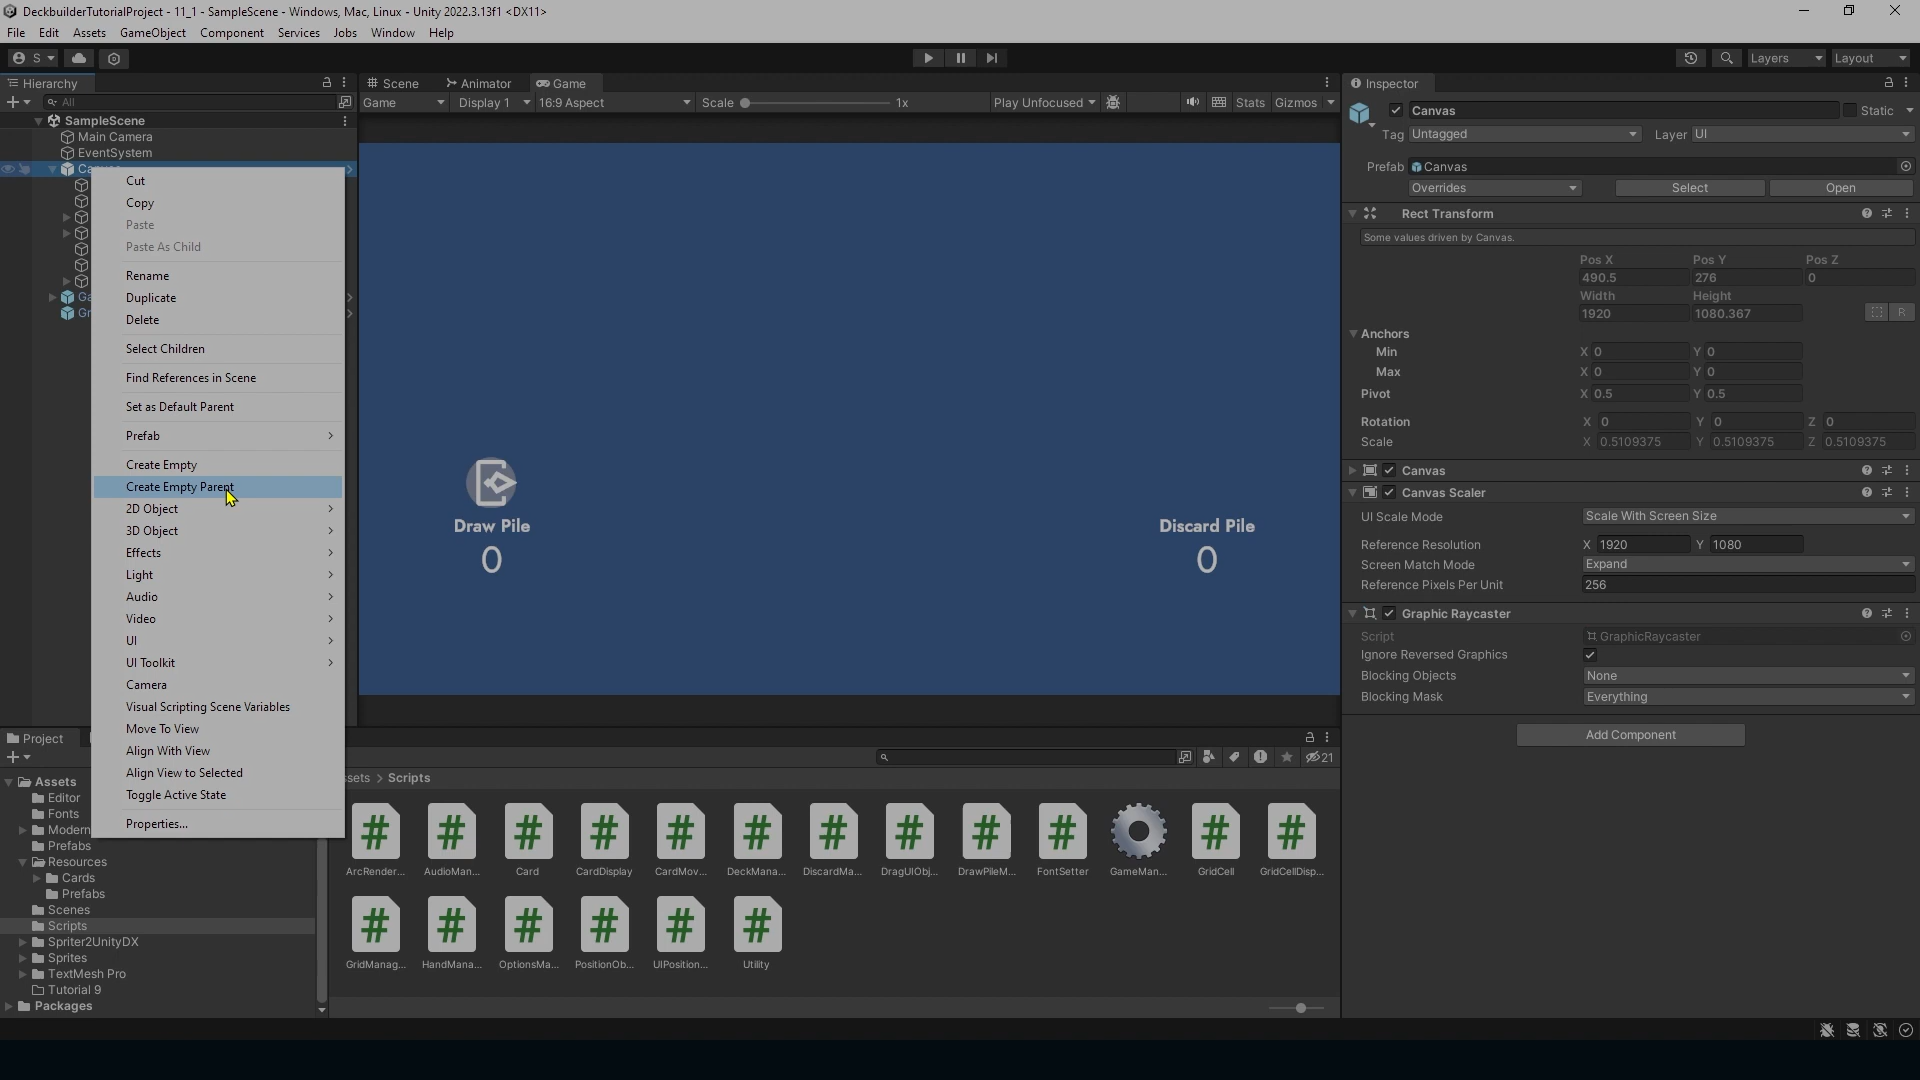 DeckbuilderTutorialProject - 11_1 - SampleScene - Windows, Mac, Linux - Unity 2022.3.13f1 <DX11>
File Edit Assets GameObject Component Services Jobs Window Help
S Layers Layout
Hierarchy
All
SampleScene
Main Camera
EventSystem
Cut
Copy
Paste
Paste As Child
Rename
Duplicate
Delete
Select Children
Find References in Scene
Set as Default Parent
Prefab
Create Empty
Create Empty Parent
2D Object
3D Object
Effects
Light
Audio
Video
UI
UI Toolkit
Camera
Visual Scripting Scene Variables
Move To View
Align With View
Align View to Selected
Toggle Active State
Properties...
Scene Animator Game
Game Display 1 16:9 Aspect Scale 1x Play Unfocused Stats Gizmos
Draw Pile
0
Discard Pile
0
Inspector
Canvas Static
Tag Untagged Layer UI
Prefab Canvas
Overrides Select Open
Rect Transform
Some values driven by Canvas.
Pos X Pos Y Pos Z
490.5 276 0
Width Height
1920 1080.367 R
Anchors
Min X 0 Y 0
Max X 0 Y 0
Pivot X 0.5 Y 0.5
Rotation X 0 Y 0 Z 0
Scale X 0.5109375 Y 0.5109375 Z 0.5109375
Canvas
Canvas Scaler
UI Scale Mode Scale With Screen Size
Reference Resolution X 1920 Y 1080
Screen Match Mode Expand
Reference Pixels Per Unit 256
Graphic Raycaster
Script GraphicRaycaster
Ignore Reversed Graphics
Blocking Objects None
Blocking Mask Everything
Add Component
Project
21
Assets
Editor
Fonts
Modern
Prefabs
Resources
Cards
Prefabs
Scenes
Scripts
Spriter2UnityDX
Sprites
TextMesh Pro
Tutorial 9
Packages
ssets > Scripts
ArcRender... AudioMan... Card CardDisplay CardMov... DeckMana... DiscardMa... DragUIObj... DrawPileM... FontSetter GameMan... GridCell GridCellDisp...
GridManag... HandMana... OptionsMa... PositionOb... UIPosition... Utility